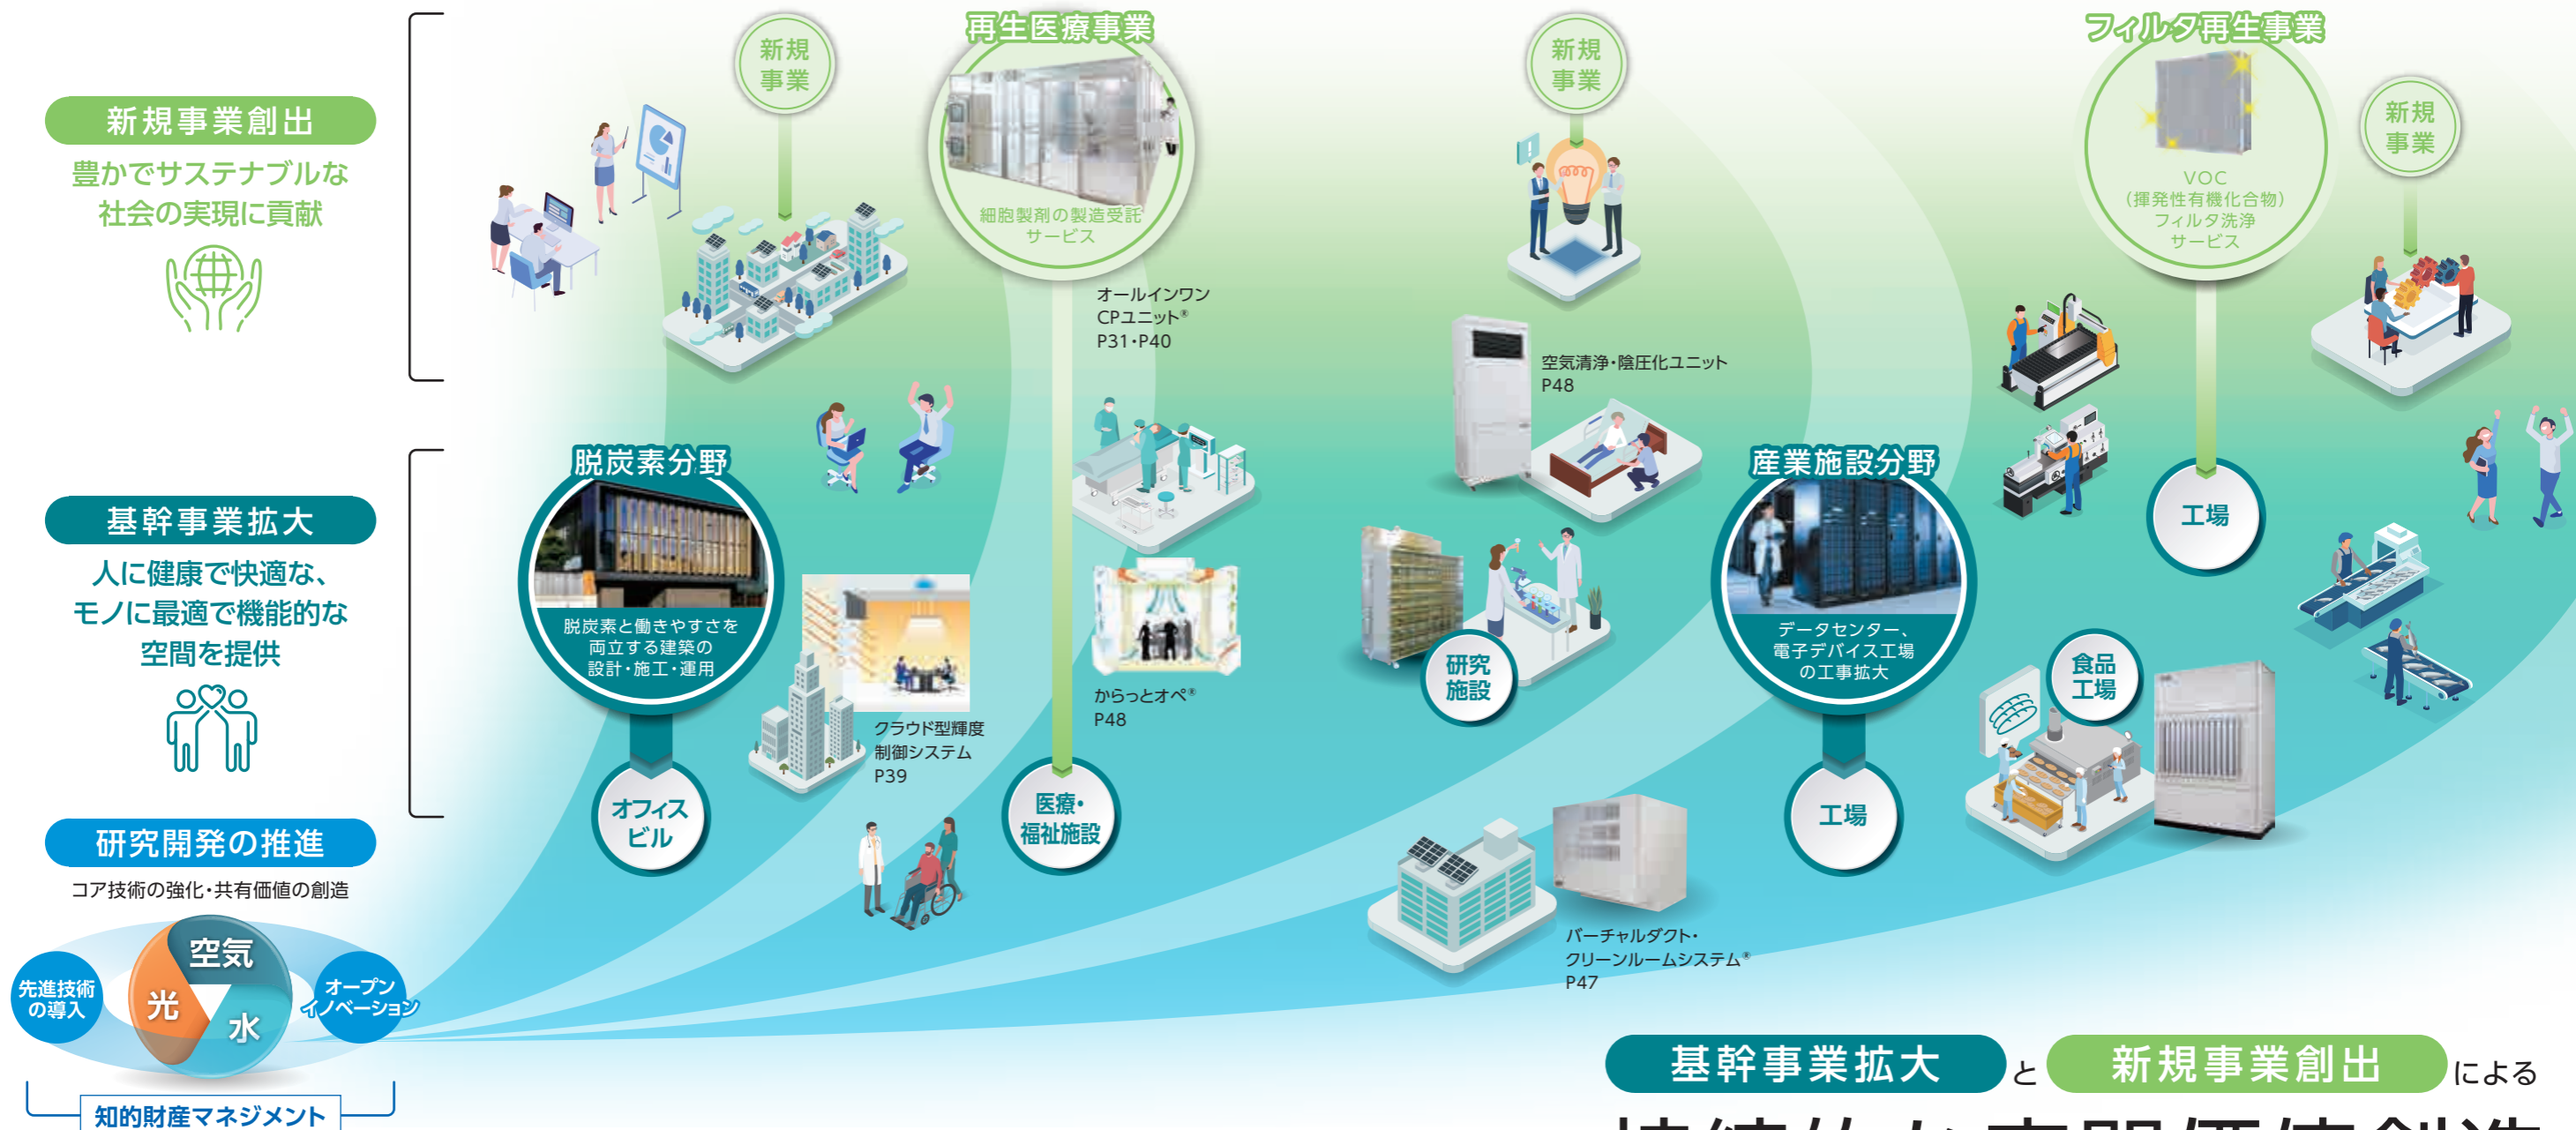 新規事業創出
豊かでサステナブルな
社会の実現に貢献
基幹事業拡大
人に健康で快適な、
モノに最適で機能的な
空間を提供
研究開発の推進
コア技術の強化・共有価値の創造
先進技術
の導入
空気
光
水
オープン
イノベーション
知的財産マネジメント
新規
事業
再生医療事業
細胞製剤の製造受託
サービス
オールインワン
CPユニット®
P31・P40
新規
事業
フィルタ再生事業
VOC
（揮発性有機化合物）
フィルタ洗浄
サービス
新規
事業
空気清浄・陰圧化ユニット
P48
脱炭素分野
脱炭素と働きやすさを
両立する建築の
設計・施工・運用
オフィス
ビル
クラウド型輝度
制御システム
P39
からっとオペ®
P48
医療・
福祉施設
研究
施設
産業施設分野
データセンター、
電子デバイス工場
の工事拡大
工場
工場
食品
工場
バーチャルダクト・
クリーンルームシステム®
P47
基幹事業拡大 と 新規事業創出 による
持続的な空間価値創造